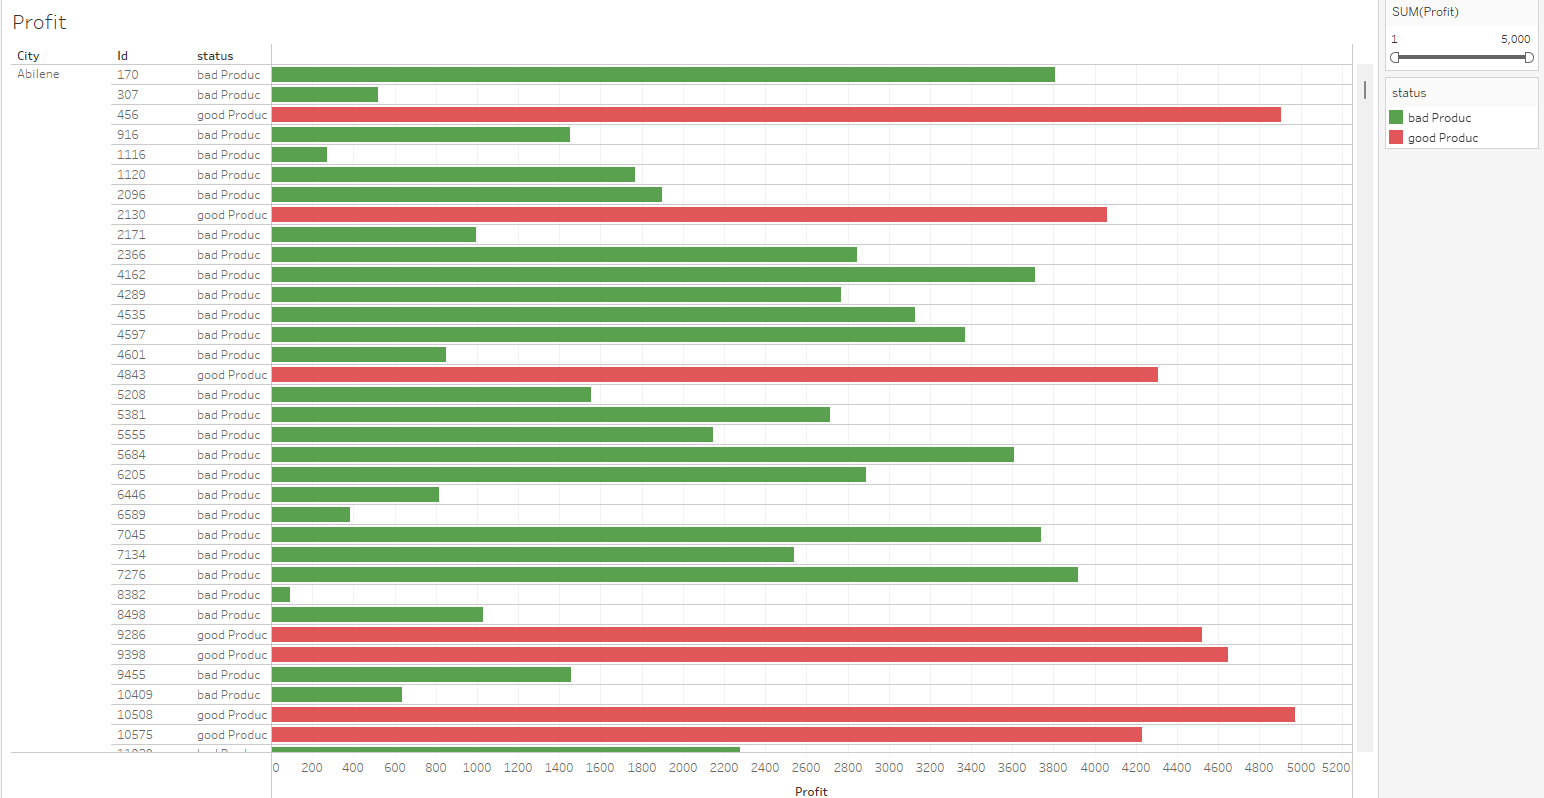 Profit
City Id status
Abilene 170 bad Produc
307 bad Produc
456 good Produc
916 bad Produc
1116 bad Produc
1120 bad Produc
2096 bad Produc
2130 good Produc
2171 bad Produc
2366 bad Produc
4162 bad Produc
4289 bad Produc
4535 bad Produc
4597 bad Produc
4601 bad Produc
4843 good Produc
5208 bad Produc
5381 bad Produc
5555 bad Produc
5684 bad Produc
6205 bad Produc
6446 bad Produc
6589 bad Produc
7045 bad Produc
7134 bad Produc
7276 bad Produc
8382 bad Produc
8498 bad Produc
9286 good Produc
9398 good Produc
9455 bad Produc
10409 bad Produc
10508 good Produc
10575 good Produc
0 200 400 600 800 1000 1200 1400 1600 1800 2000 2200 2400 2600 2800 3000 3200 3400 3600 3800 4000 4200 4400 4600 4800 5000 5200
Profit
SUM(Profit)
1 5,000
status
bad Produc
good Produc